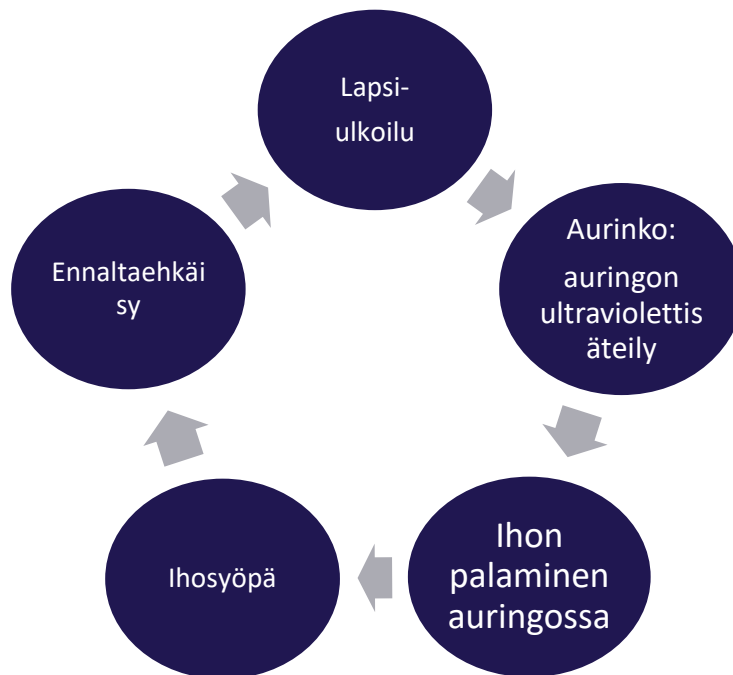 Lapsi-
ulkoilu
Aurinko:
auringon
ultraviolettis
äteily
Ihon
palaminen
auringossa
Ihosyöpä
Ennaltaehkäi
sy